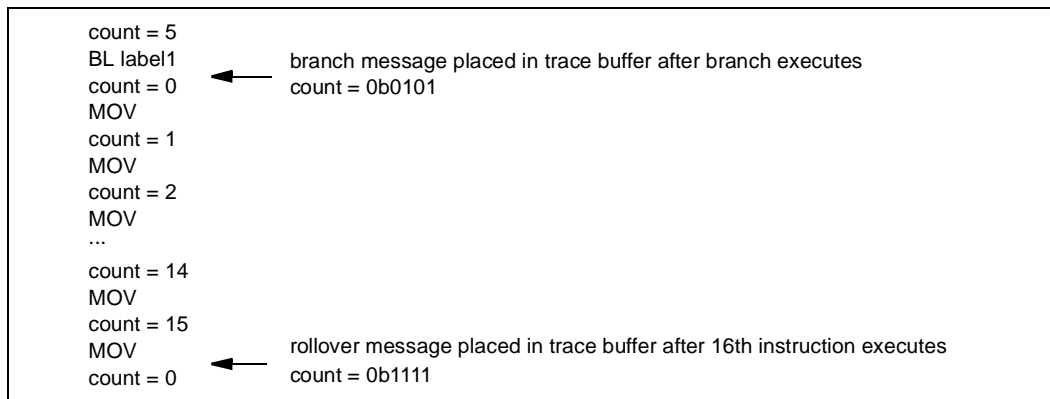 count = 5
BL label1
branch message placed in trace buffer after branch executes
count = 0
count = 0b0101
MOV
count = 1
MOV
count = 2
MOV
...
count = 14
MOV
count = 15
MOV
rollover message placed in trace buffer after 16th instruction executes
count = 0
count = 0b1111